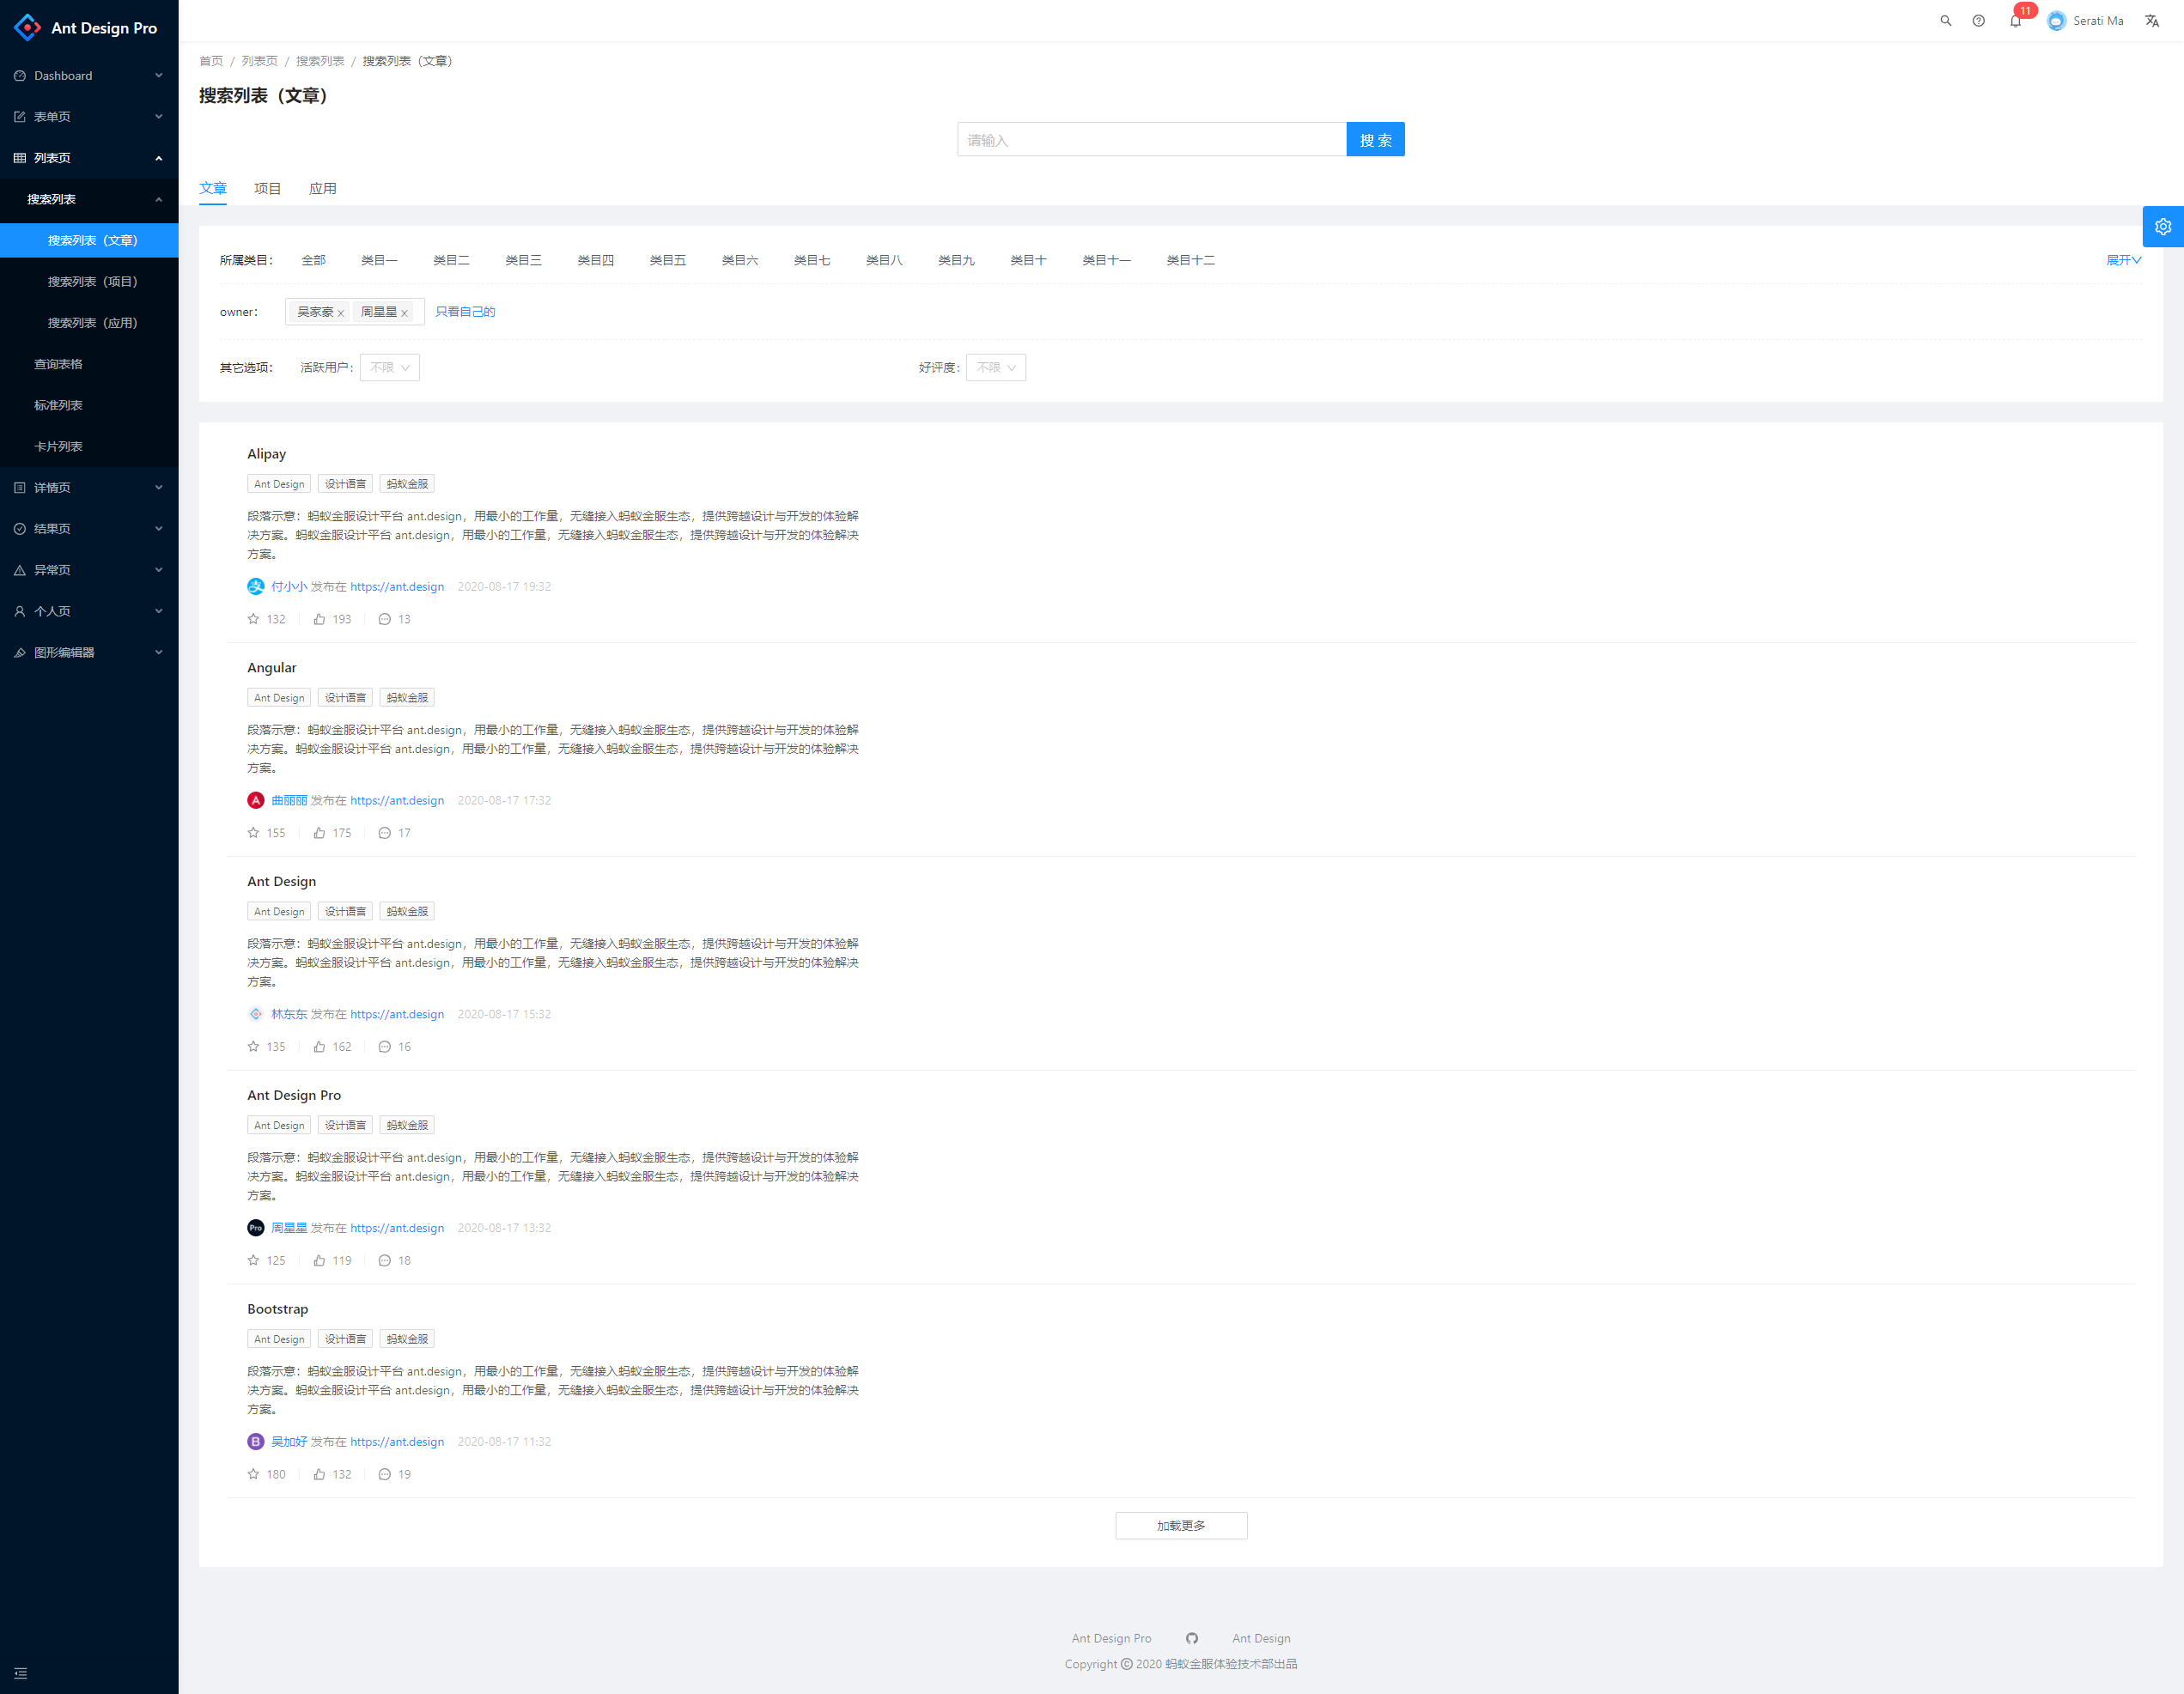 Ant Design Pro
Dashboard
表单页
列表页
搜索列表
搜索列表（文章）
搜索列表（项目）
搜索列表（应用）
查询表格
标准列表
卡片列表
详情页
结果页
异常页
个人页
图形编辑器
11
Serati Ma
首页 / 列表页 / 搜索列表 / 搜索列表（文章）
搜索列表（文章）
请输入 搜 索
文章 项目 应用
所属类目： 全部 类目一 类目二 类目三 类目四 类目五 类目六 类目七 类目八 类目九 类目十 类目十一 类目十二 展开
owner： 吴家豪 x 周星星 x 只看自己的
其它选项： 活跃用户： 不限 好评度： 不限
Alipay
Ant Design 设计语言 蚂蚁金服
段落示意：蚂蚁金服设计平台 ant.design，用最小的工作量，无缝接入蚂蚁金服生态，提供跨越设计与开发的体验解
决方案。蚂蚁金服设计平台 ant.design，用最小的工作量，无缝接入蚂蚁金服生态，提供跨越设计与开发的体验解决
方案。
支 付小小 发布在 https://ant.design 2020-08-17 19:32
132 193 13
Angular
Ant Design 设计语言 蚂蚁金服
段落示意：蚂蚁金服设计平台 ant.design，用最小的工作量，无缝接入蚂蚁金服生态，提供跨越设计与开发的体验解
决方案。蚂蚁金服设计平台 ant.design，用最小的工作量，无缝接入蚂蚁金服生态，提供跨越设计与开发的体验解决
方案。
A 曲丽丽 发布在 https://ant.design 2020-08-17 17:32
155 175 17
Ant Design
Ant Design 设计语言 蚂蚁金服
段落示意：蚂蚁金服设计平台 ant.design，用最小的工作量，无缝接入蚂蚁金服生态，提供跨越设计与开发的体验解
决方案。蚂蚁金服设计平台 ant.design，用最小的工作量，无缝接入蚂蚁金服生态，提供跨越设计与开发的体验解决
方案。
林东东 发布在 https://ant.design 2020-08-17 15:32
135 162 16
Ant Design Pro
Ant Design 设计语言 蚂蚁金服
段落示意：蚂蚁金服设计平台 ant.design，用最小的工作量，无缝接入蚂蚁金服生态，提供跨越设计与开发的体验解
决方案。蚂蚁金服设计平台 ant.design，用最小的工作量，无缝接入蚂蚁金服生态，提供跨越设计与开发的体验解决
方案。
Pro 周星星 发布在 https://ant.design 2020-08-17 13:32
125 119 18
Bootstrap
Ant Design 设计语言 蚂蚁金服
段落示意：蚂蚁金服设计平台 ant.design，用最小的工作量，无缝接入蚂蚁金服生态，提供跨越设计与开发的体验解
决方案。蚂蚁金服设计平台 ant.design，用最小的工作量，无缝接入蚂蚁金服生态，提供跨越设计与开发的体验解决
方案。
B 吴加好 发布在 https://ant.design 2020-08-17 11:32
180 132 19
加载更多
Ant Design Pro Ant Design
Copyright © 2020 蚂蚁金服体验技术部出品